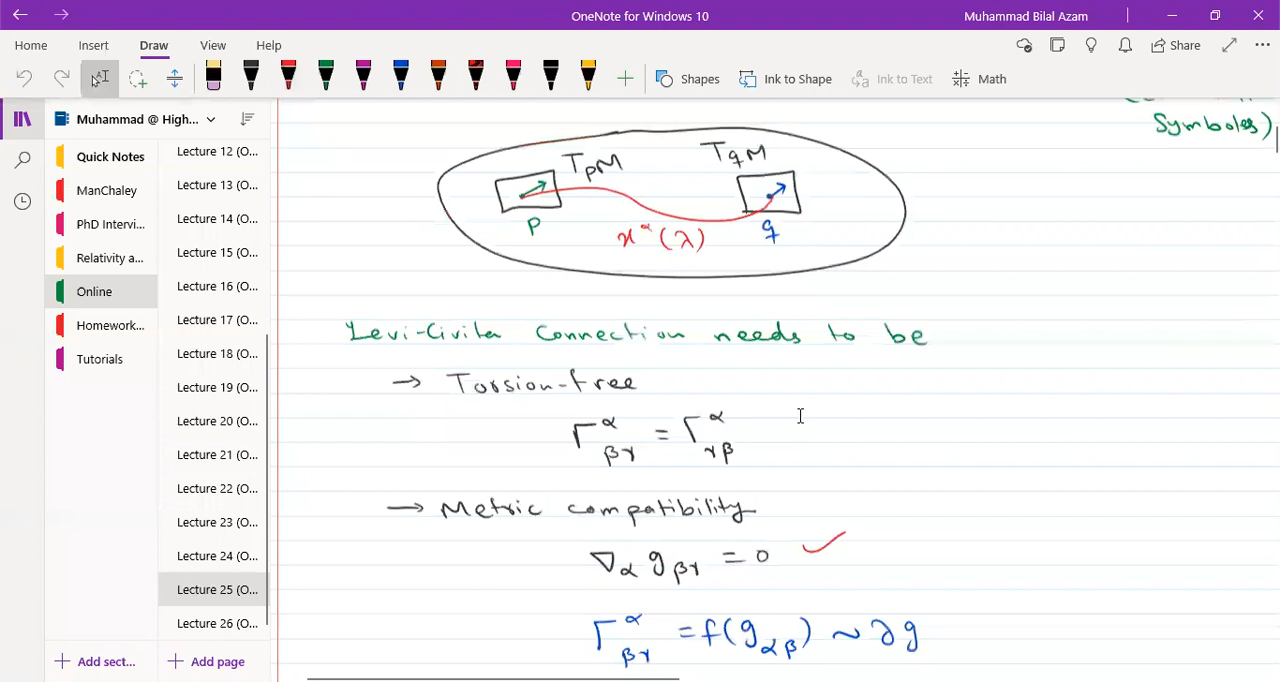 OneNote for Windows 10
Muhammad Bilal Azam
Home Insert Draw View Help
Share
Shapes
Ink to Shape
Ink to Text
Math
Muhammad @ High...
Quick Notes
ManChaley
PhD Intervi...
Relativity a...
Online
Homework...
Tutorials
Lecture 12 (O...
Lecture 13 (O...
Lecture 14 (O...
Lecture 15 (O...
Lecture 16 (O...
Lecture 17 (O...
Lecture 18 (O...
Lecture 19 (O...
Lecture 20 (O...
Lecture 21 (O...
Lecture 22 (O...
Lecture 23 (O...
Lecture 24 (O...
Lecture 25 (O...
Lecture 26 (O...
Add sect...
Add page
Symboles)
TpM TqM
p q
x^α(λ)
Levi-Civita Connection needs to be
→ Torsion-free
Γ^α_βγ = Γ^α_γβ
→ Metric compatibility
∇_α g_βγ = 0 ✓
Γ^α_βγ = f(g_αβ) ~ ∂g